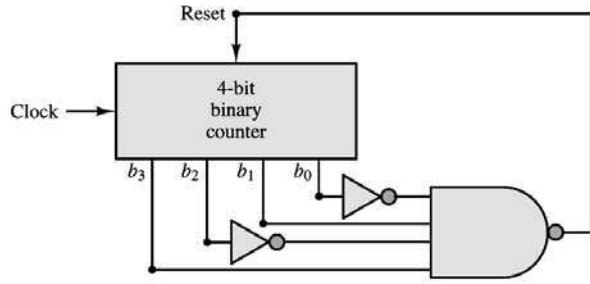 Reset
4-bit
binary
counter
Clock
b3 b2 b1 b0